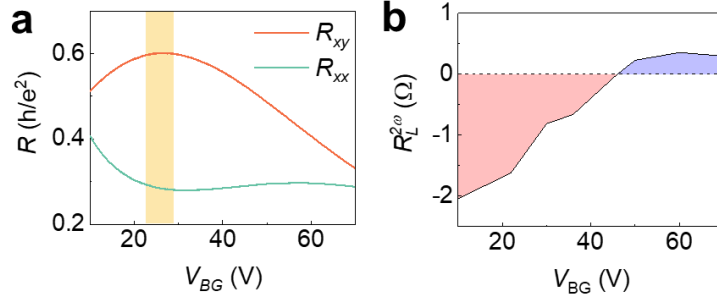 a
R (h/e²)
0.6
0.4
0.2
R_xy
R_xx
20
40
60
V_BG (V)
b
R_L^2ω (Ω)
1
0
-1
-2
20
40
60
V_BG (V)